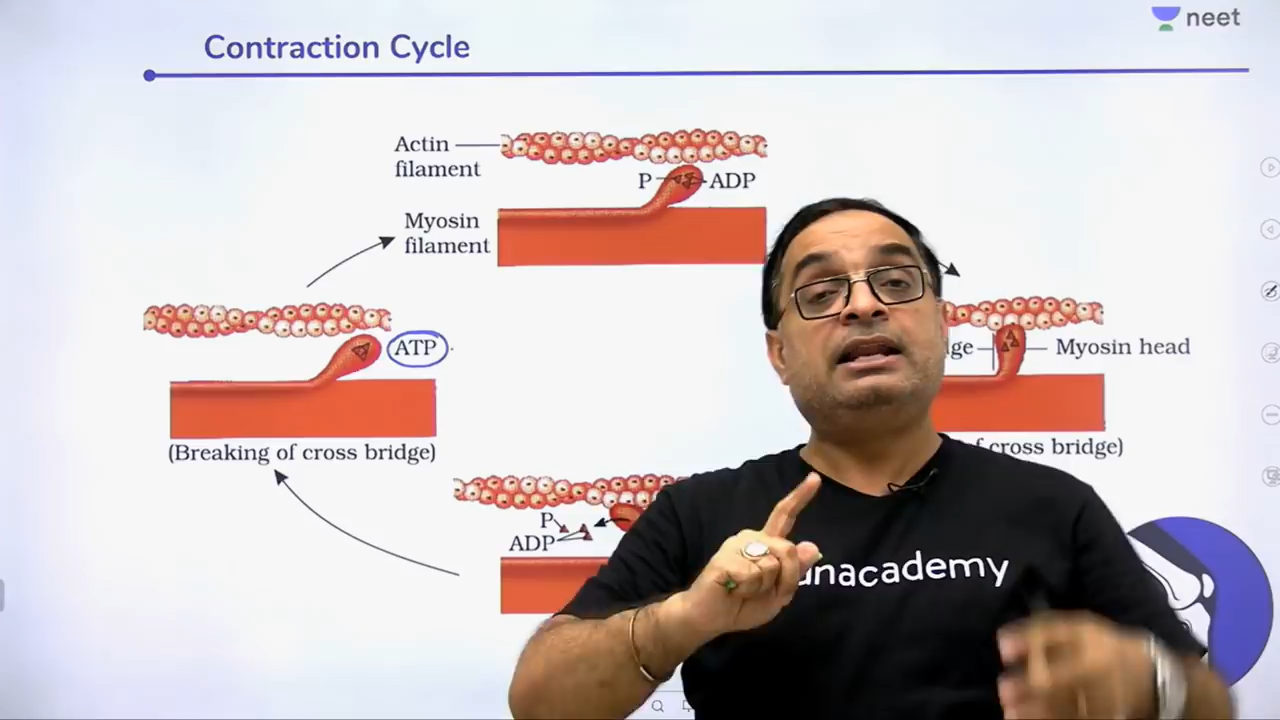 Contraction Cycle
neet
Actin
filament
P
ADP
Myosin
filament
ATP
Myosin head
(Breaking of cross bridge)
cross bridge)
P
ADP
unacademy